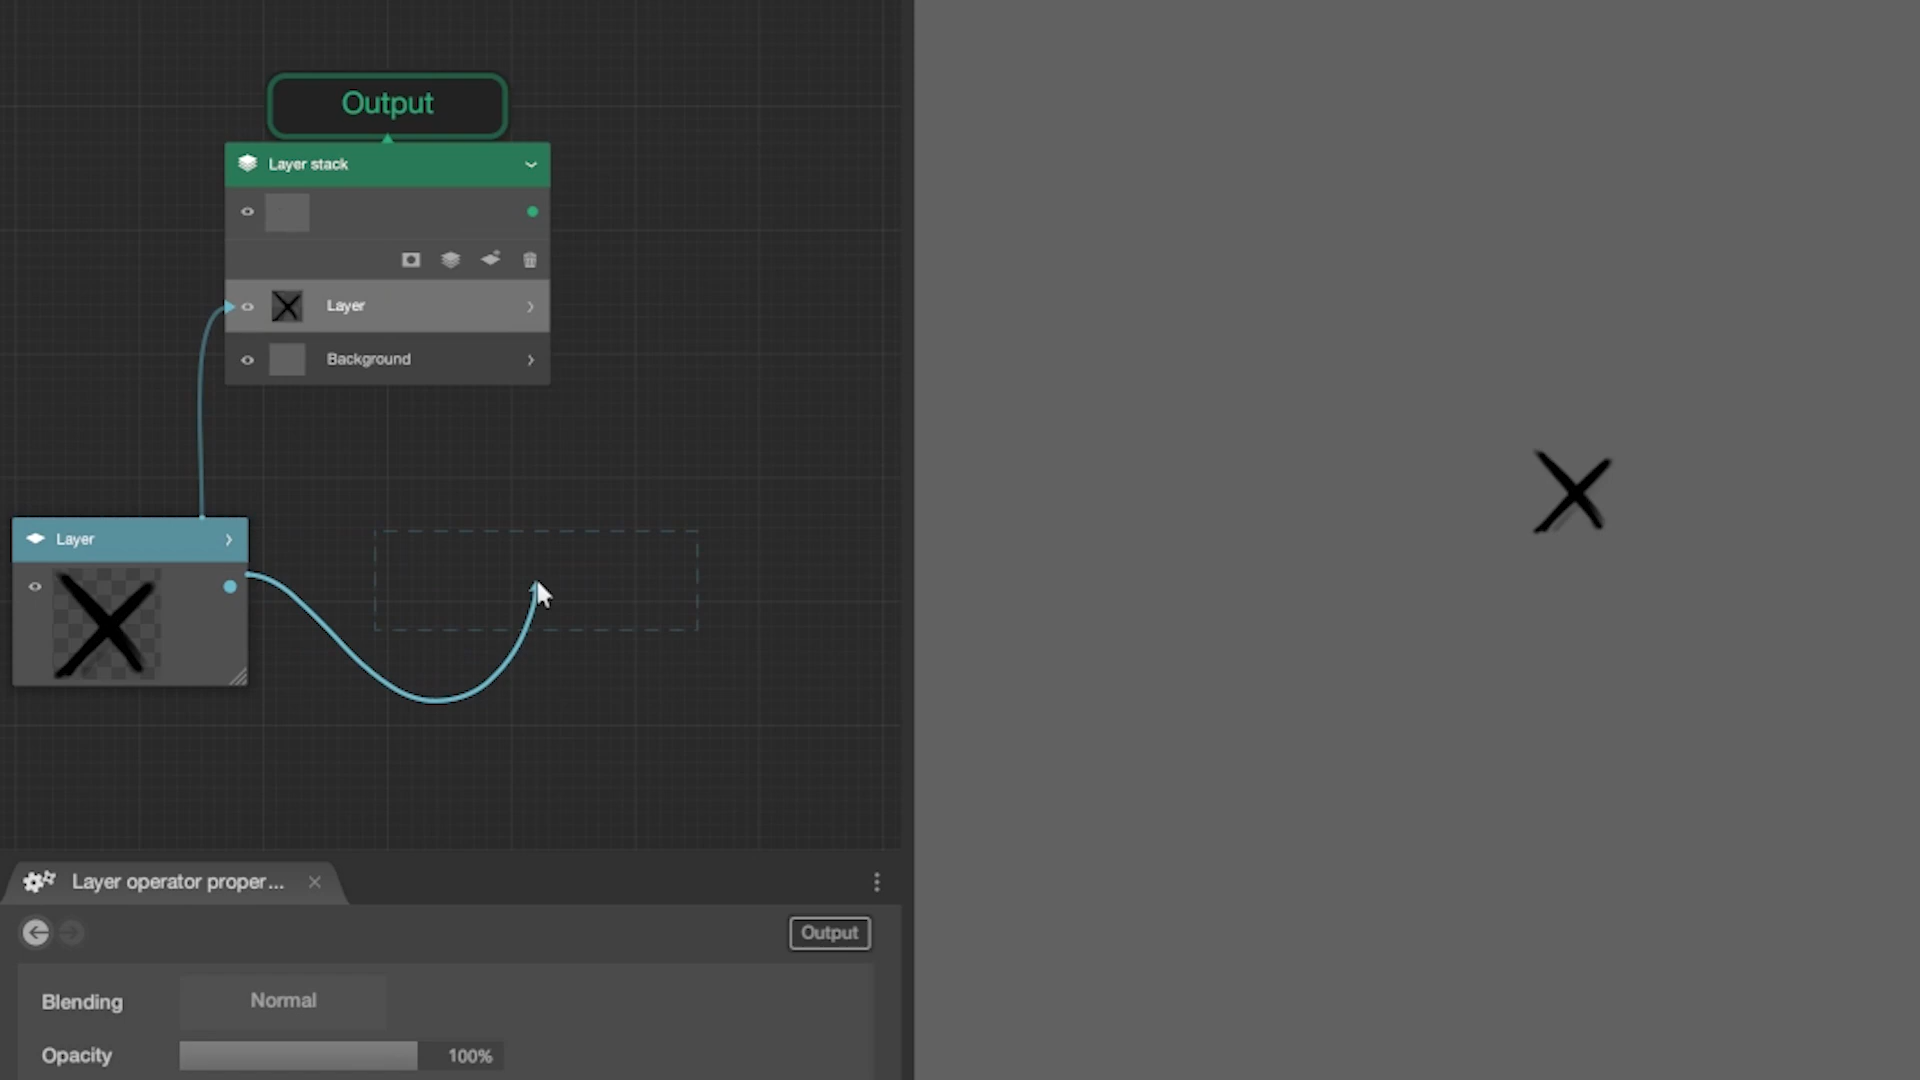 Output
Layer stack
Layer
Background
Layer
Layer operator proper...
Output
Blending Normal
Opacity 100%